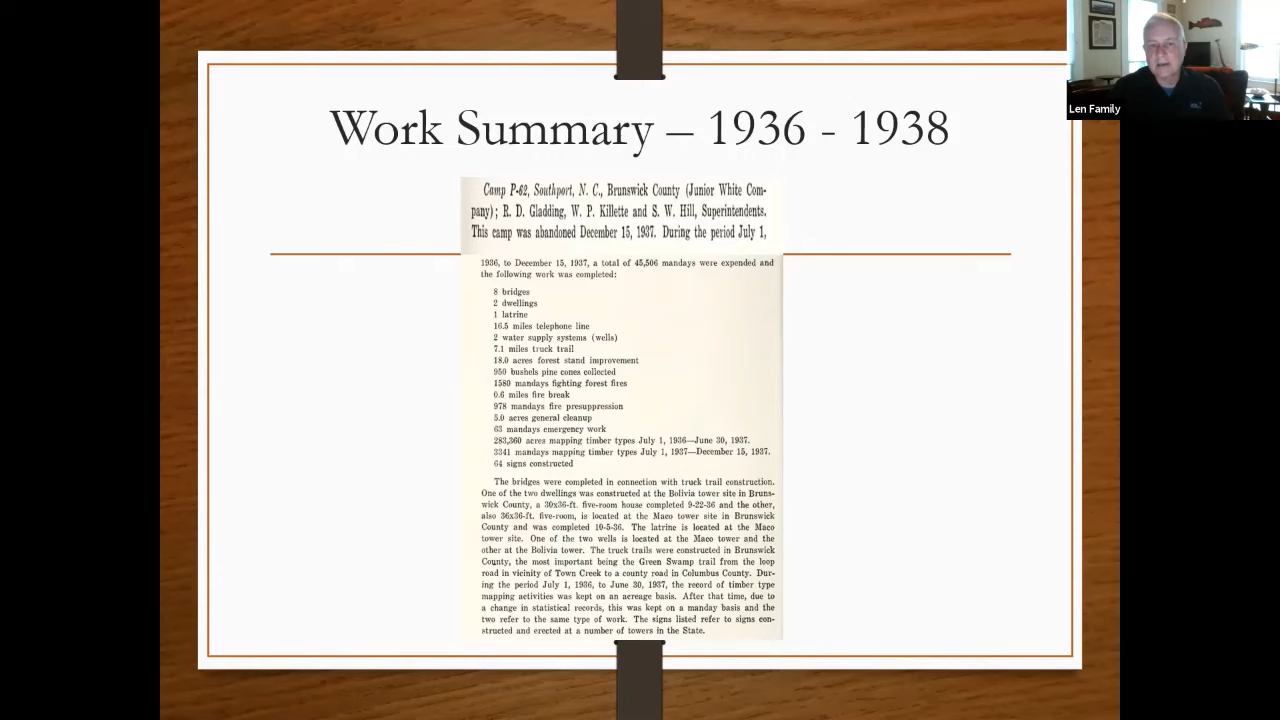 Work Summary – 1936 - 1938
Len Family
Camp P-62, Southport, N. C., Brunswick County (Junior White Com-
pany); R. D. Gladding, W. P. Killette and S. W. Hill, Superintendents.
This camp was abandoned December 15, 1937. During the period July 1,
1936, to December 15, 1937, a total of 45,506 mandays were expended and
the following work was completed:
8 bridges
2 dwellings
1 latrine
16.5 miles telephone line
2 water supply systems (wells)
7.1 miles truck trail
18.0 acres forest stand improvement
950 bushels pine cones collected
1580 mandays fighting forest fires
0.6 miles fire break
978 mandays fire presuppression
5.0 acres general cleanup
63 mandays emergency work
283,360 acres mapping timber types July 1, 1936—June 30, 1937.
3341 mandays mapping timber types July 1, 1937—December 15, 1937.
64 signs constructed
The bridges were completed in connection with truck trail construction.
One of the two dwellings was constructed at the Bolivia tower site in Bruns-
wick County, a 30x36-ft. five-room house completed 9-22-36 and the other,
also 36x36-ft. five-room, is located at the Maco tower site in Brunswick
County and was completed 10-5-36. The latrine is located at the Maco
tower site. One of the two wells is located at the Maco tower and the
other at the Bolivia tower. The truck trails were constructed in Brunswick
County, the most important being the Green Swamp trail from the loop
road in vicinity of Town Creek to a county road in Columbus County. Dur-
ing the period July 1, 1936, to June 30, 1937, the record of timber type
mapping activities was kept on an acreage basis. After that time, due to
a change in statistical records, this was kept on a manday basis and the
two refer to the same type of work. The signs listed refer to signs con-
structed and erected at a number of towers in the State.